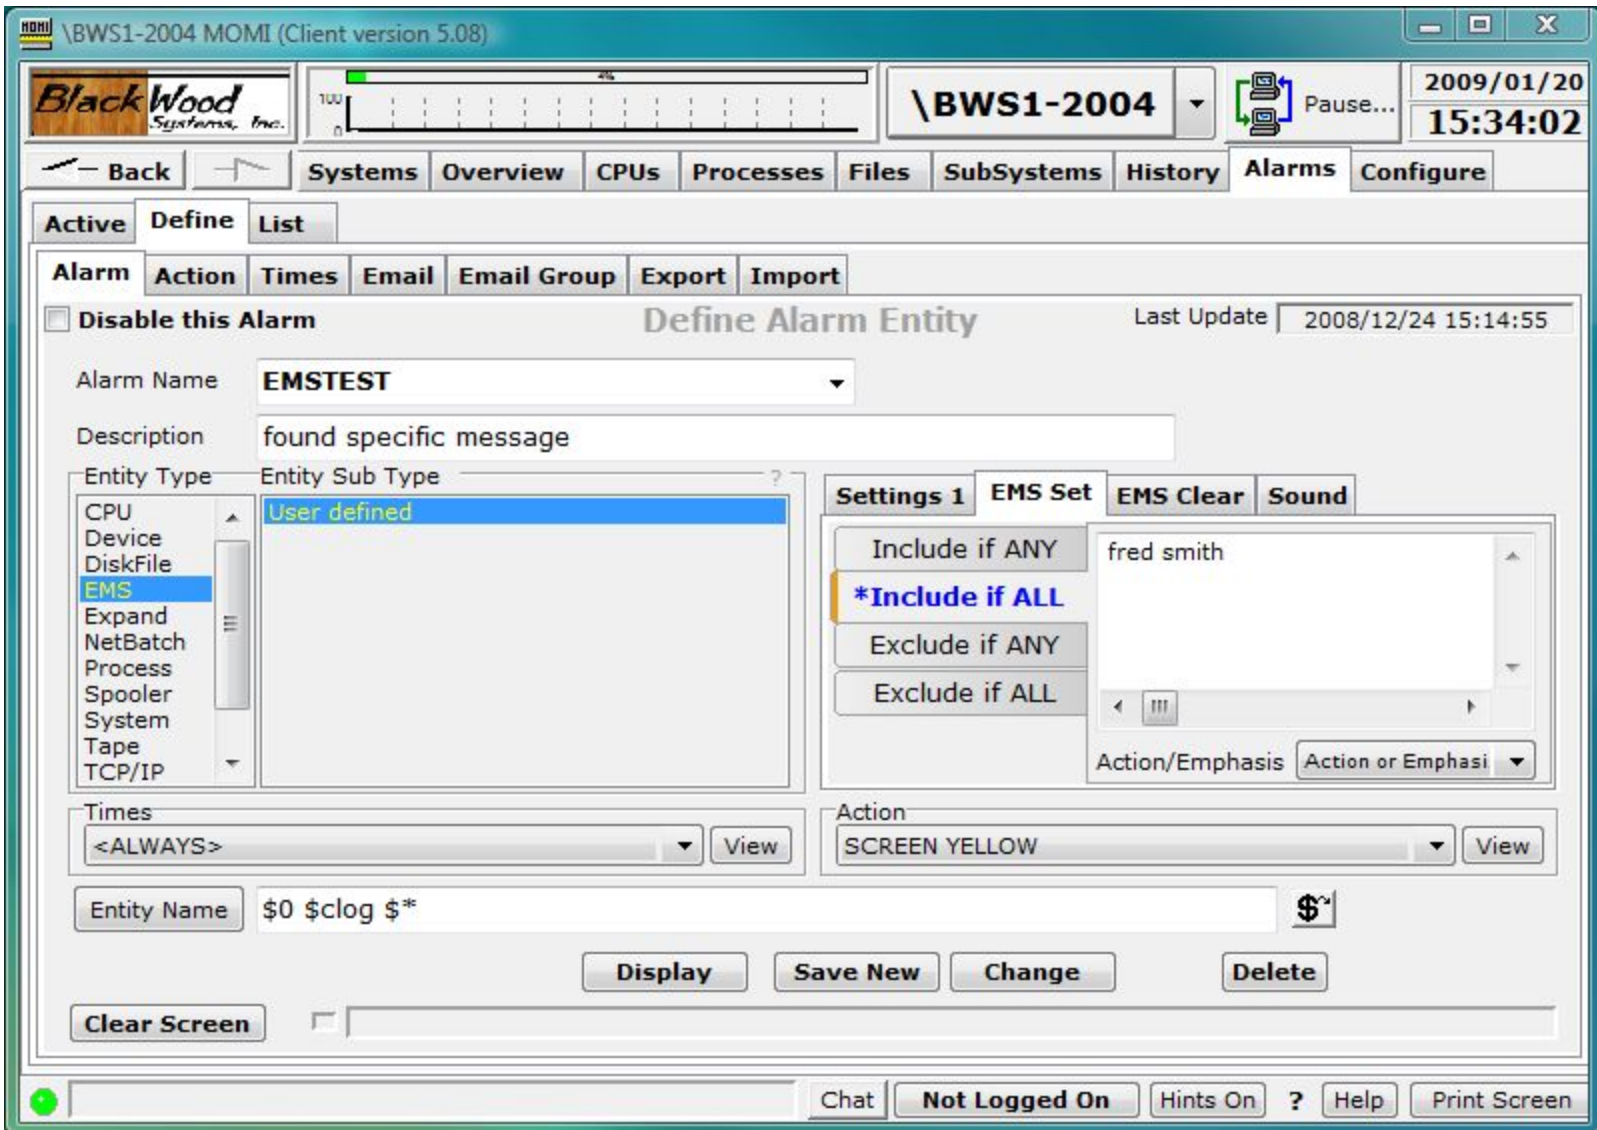 MOMI \BWS1-2004 MOMI (Client version 5.08)
BlackWood Systems, Inc.
4%
100
0
\BWS1-2004
Pause...
2009/01/20
15:34:02
Back Systems Overview CPUs Processes Files SubSystems History Alarms Configure
Active Define List
Alarm Action Times Email Email Group Export Import
Disable this Alarm Define Alarm Entity Last Update 2008/12/24 15:14:55
Alarm Name EMSTEST
Description found specific message
Entity Type Entity Sub Type ?
CPU
Device
DiskFile
EMS
Expand
NetBatch
Process
Spooler
System
Tape
TCP/IP
User defined
Settings 1 EMS Set EMS Clear Sound
Include if ANY
*Include if ALL
Exclude if ANY
Exclude if ALL
fred smith
Action/Emphasis Action or Emphasi
Times
<ALWAYS> View
Action
SCREEN YELLOW View
Entity Name $0 $clog $* $
Display Save New Change Delete
Clear Screen
Chat Not Logged On Hints On ? Help Print Screen